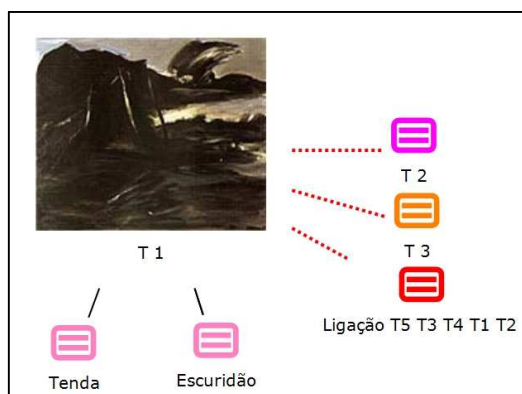 T 1
T 2
T 3
Ligação T5 T3 T4 T1 T2
Tenda
Escuridão